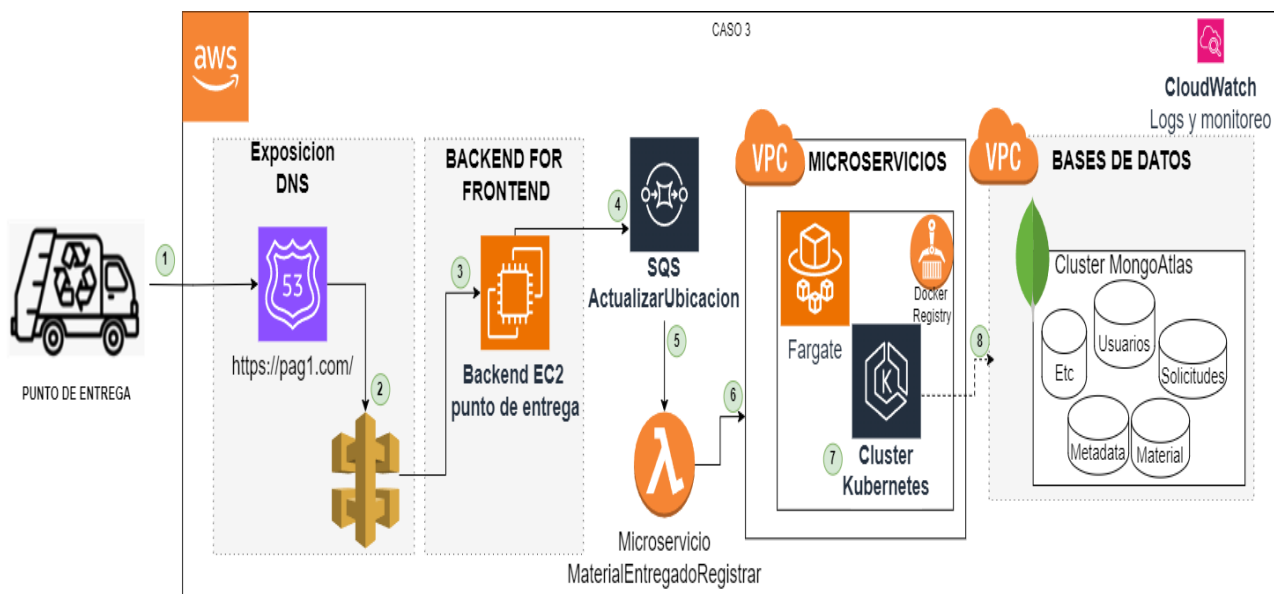 CASO 3
aws
CloudWatch
Logs y monitoreo
Exposicion
DNS
53
https://pag1.com/
BACKEND FOR
FRONTEND
Backend EC2
punto de entrega
SQS
ActualizarUbicacion
λ
Microservicio
MaterialEntregadoRegistrar
VPC
MICROSERVICIOS
Fargate
Docker
Registry
K
Cluster
Kubernetes
VPC
BASES DE DATOS
Cluster MongoAtlas
Etc
Usuarios
Solicitudes
Metadata
Material
PUNTO DE ENTREGA
1
2
3
4
5
6
7
8